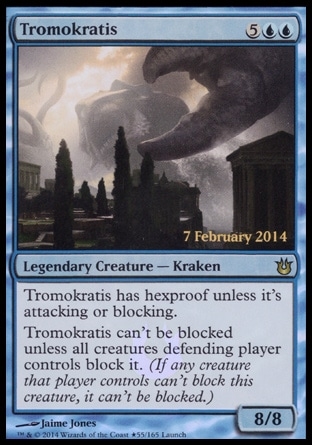 Tromokratis 5
7 February 2014
Legendary Creature — Kraken
Tromokratis has hexproof unless it's
attacking or blocking.
Tromokratis can't be blocked
unless all creatures defending player
controls block it. (If any creature
that player controls can't block this
creature, it can't be blocked.)
8/8
Jaime Jones
™ & © 2014 Wizards of the Coast ★55/165 Launch